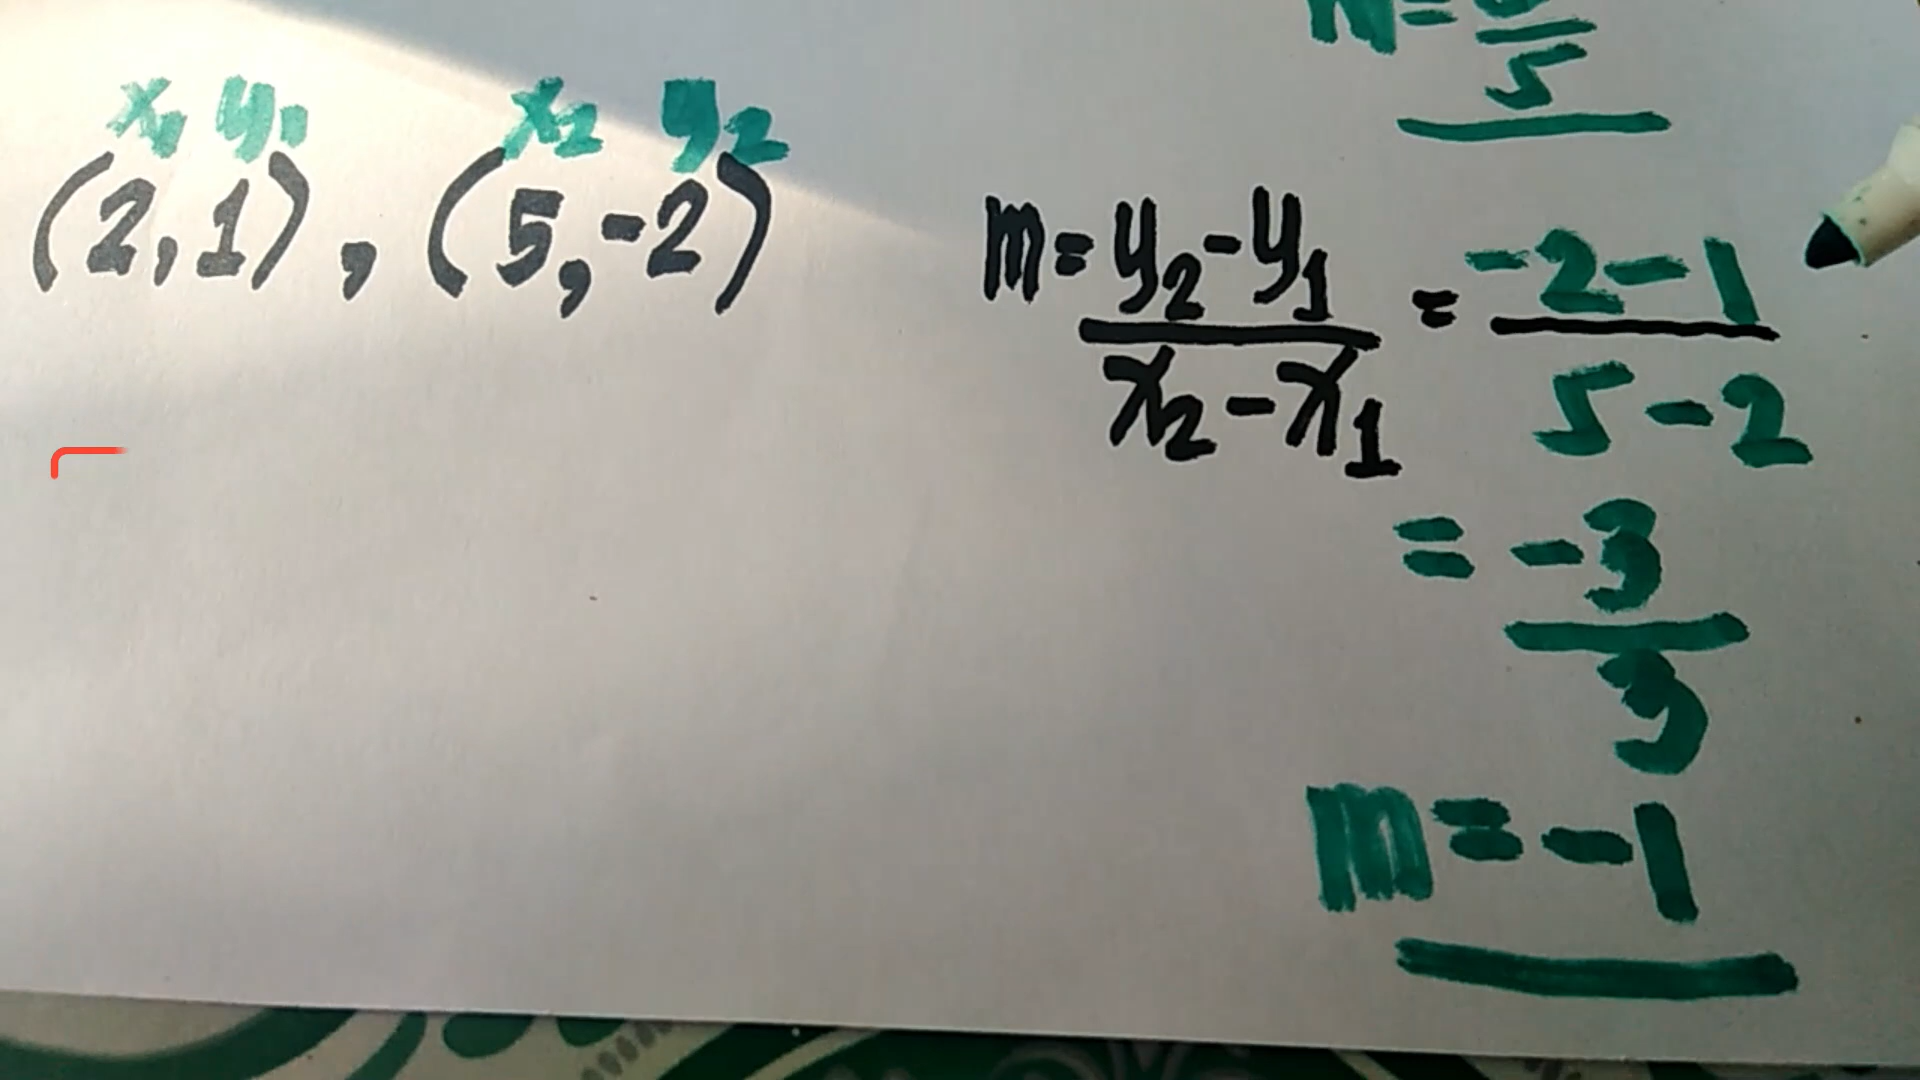 m = /5
x1 y1 x2 y2
(2,1), (5,-2)
m = y2-y1/x2-x1 = -2-1/5-2
= -3/3
m = -1